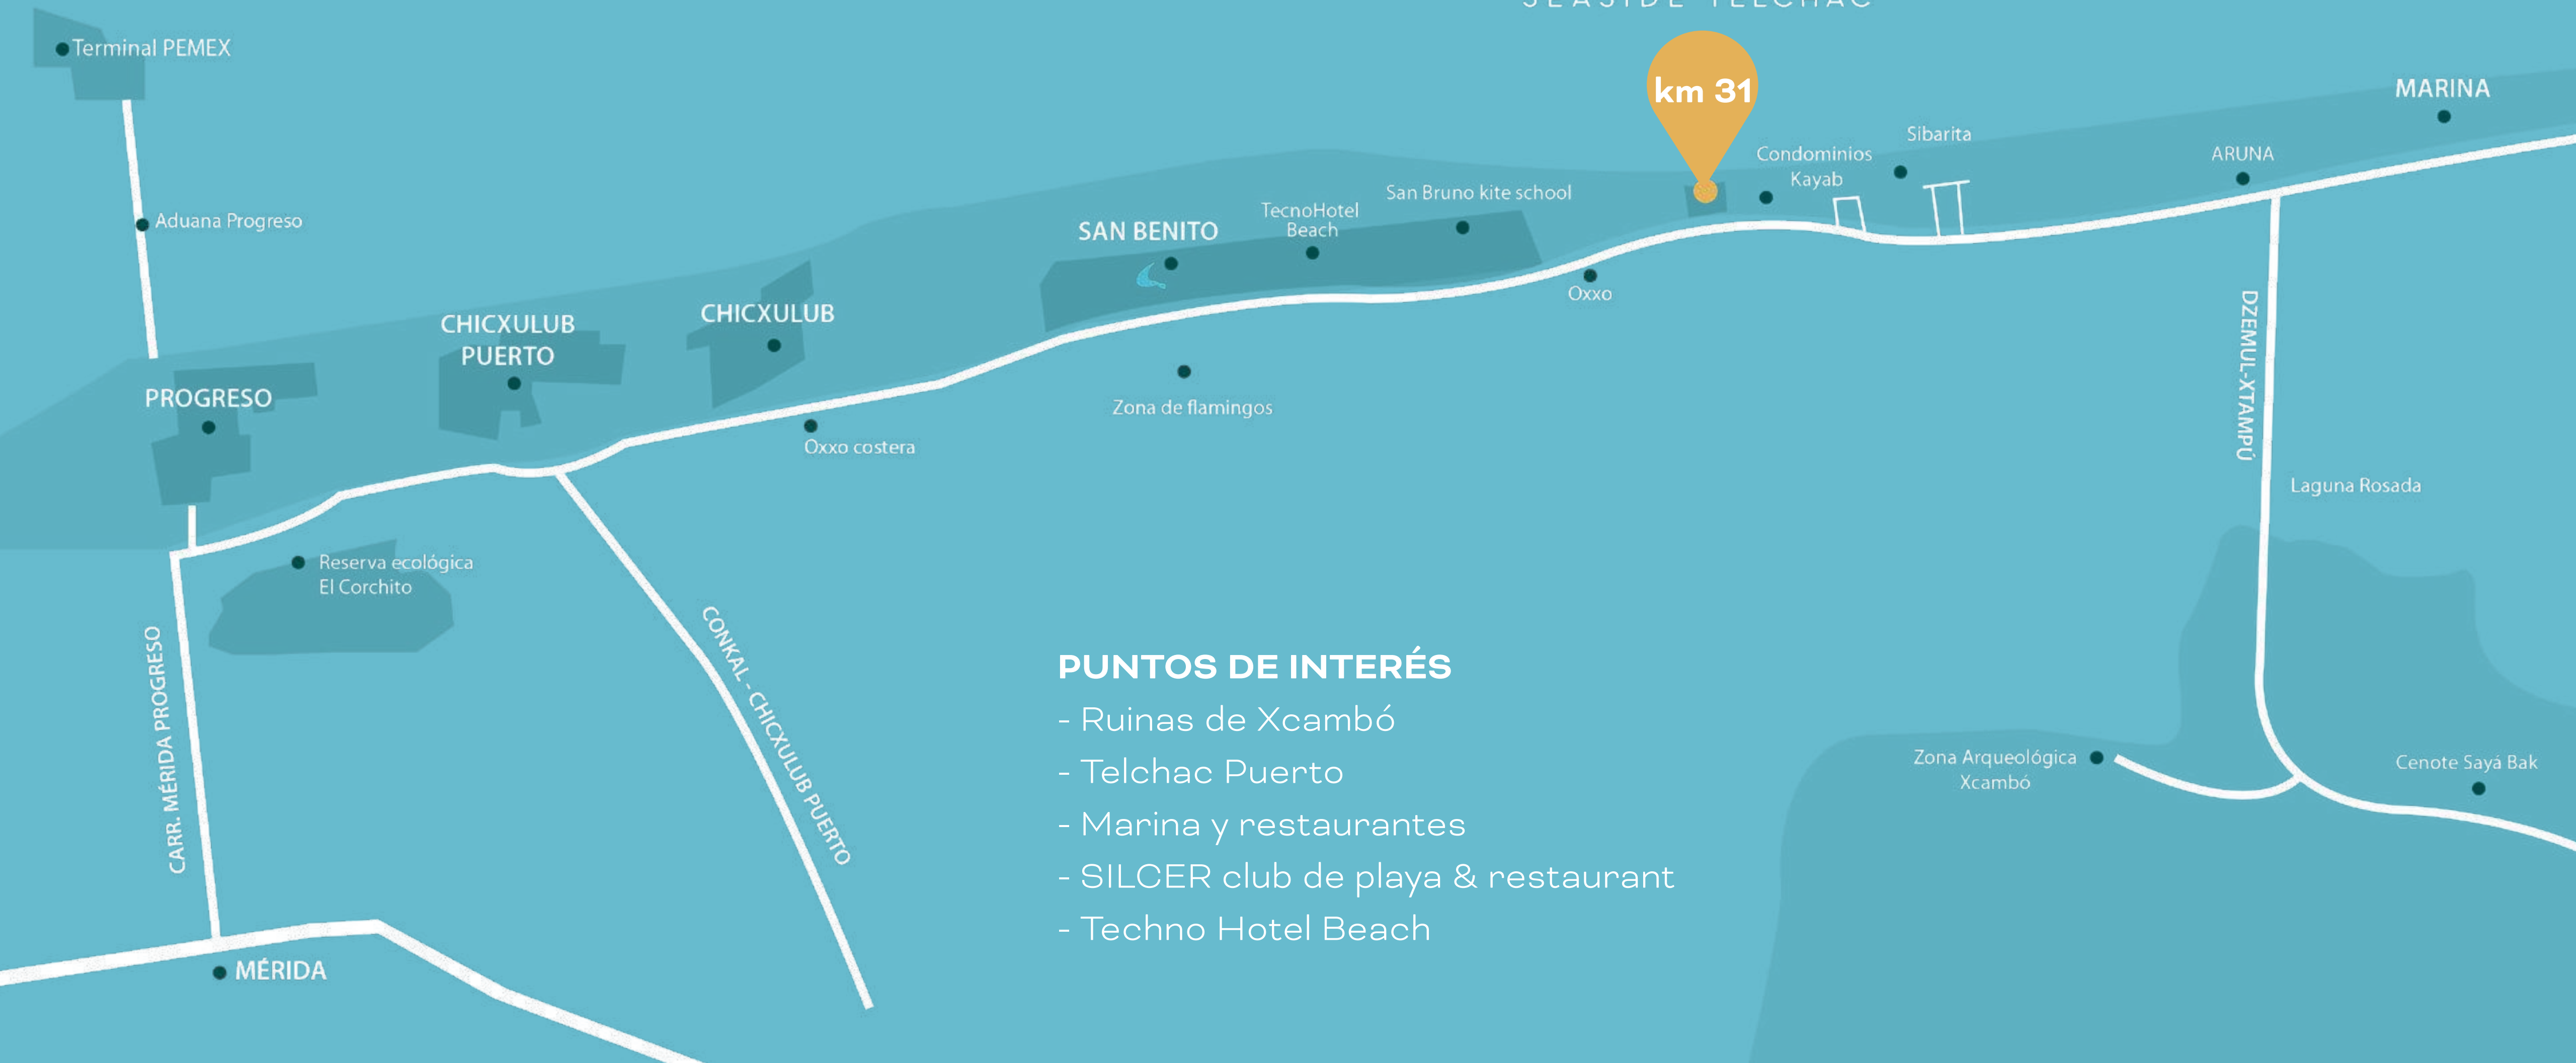 SEASIDE TELCHAC
Terminal PEMEX
km 31
MARINA
Sibarita
Condominios
Kayab
ARUNA
San Bruno kite school
TecnoHotel
Beach
Aduana Progreso
SAN BENITO
Oxxo
CHICXULUB
CHICXULUB
PUERTO
PROGRESO
Zona de flamingos
Oxxo costera
DZEMUL-XTAMPÚ
Laguna Rosada
Reserva ecológica
El Corchito
CARR. MÉRIDA PROGRESO
CONKAL - CHICXULUB PUERTO
PUNTOS DE INTERÉS
- Ruinas de Xcambó
- Telchac Puerto
- Marina y restaurantes
- SILCER club de playa & restaurant
- Techno Hotel Beach
Zona Arqueológica
Xcambó
Cenote Sayá Bak
MÉRIDA